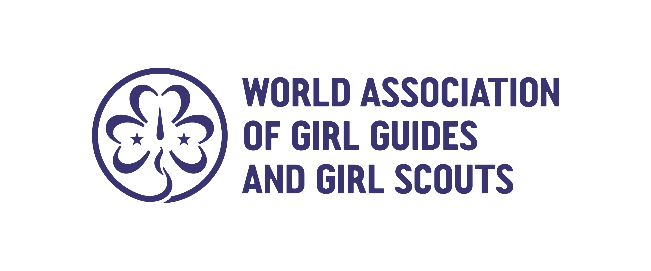 WORLD ASSOCIATION
OF GIRL GUIDES
AND GIRL SCOUTS